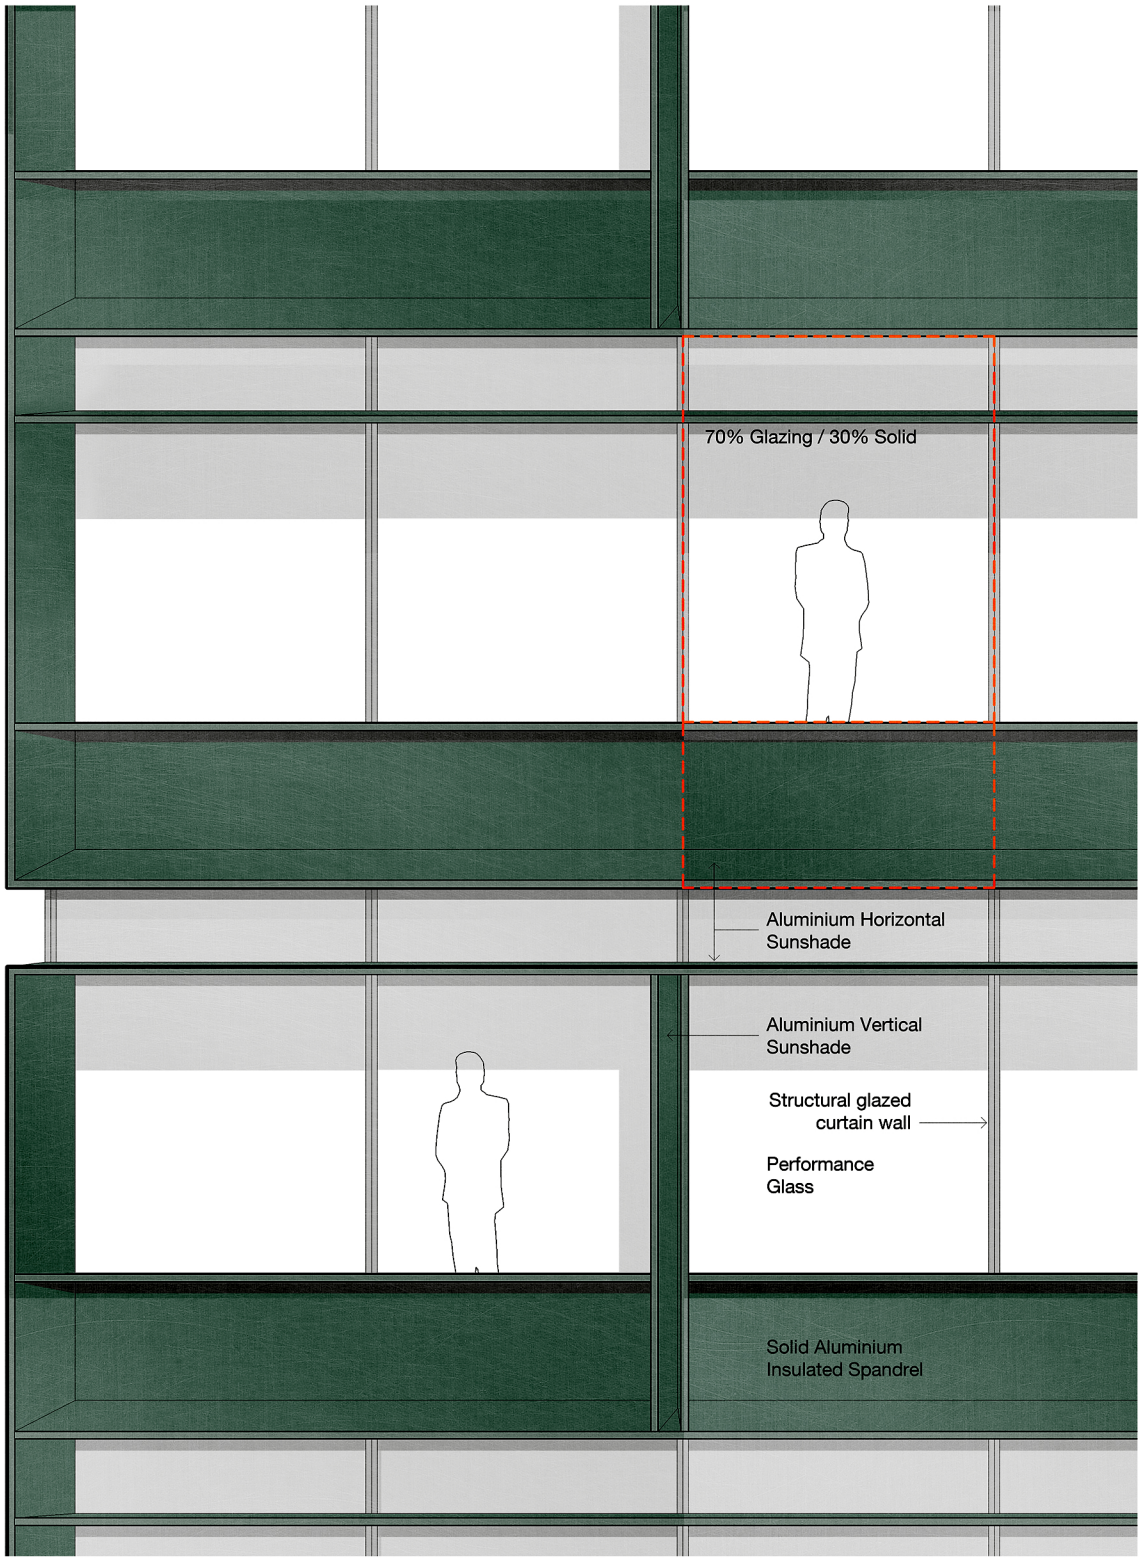 70% Glazing / 30% Solid
Aluminium Horizontal
Sunshade
Aluminium Vertical
Sunshade
Structural glazed
curtain wall
Performance
Glass
Solid Aluminium
Insulated Spandrel